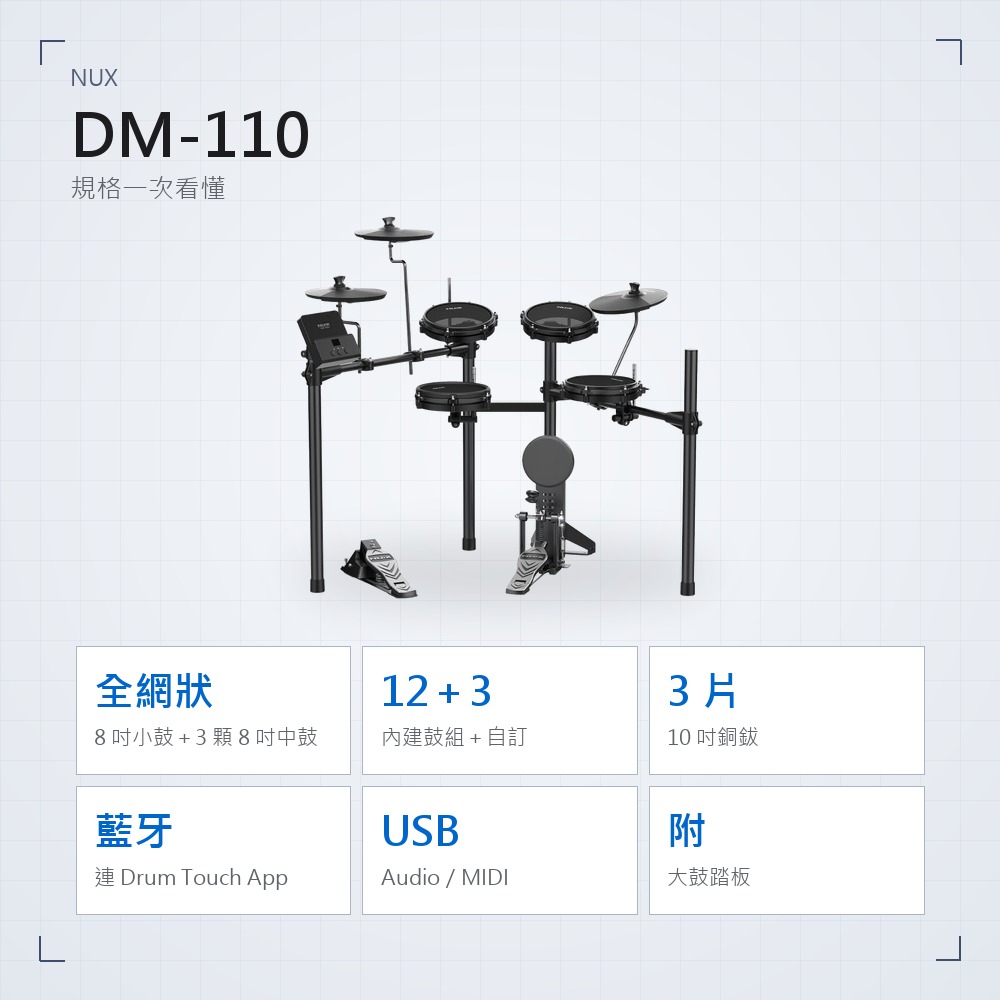 NUX
DM-110
規格一次看懂
全網狀
8 吋小鼓 + 3 顆 8 吋中鼓
12 + 3
內建鼓組 + 自訂
3 片
10 吋銅鈸
藍牙
連 Drum Touch App
USB
Audio / MIDI
附
大鼓踏板